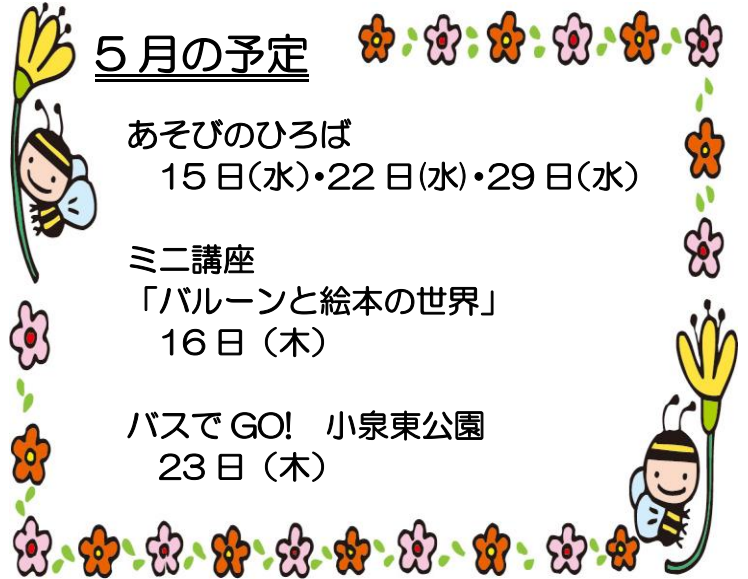 5月の予定
あそびのひろば
15日(水)・22日(水)・29日(水)
ミニ講座
「バルーンと絵本の世界」
16日（木）
バスでGO!　小泉東公園
23日（木）